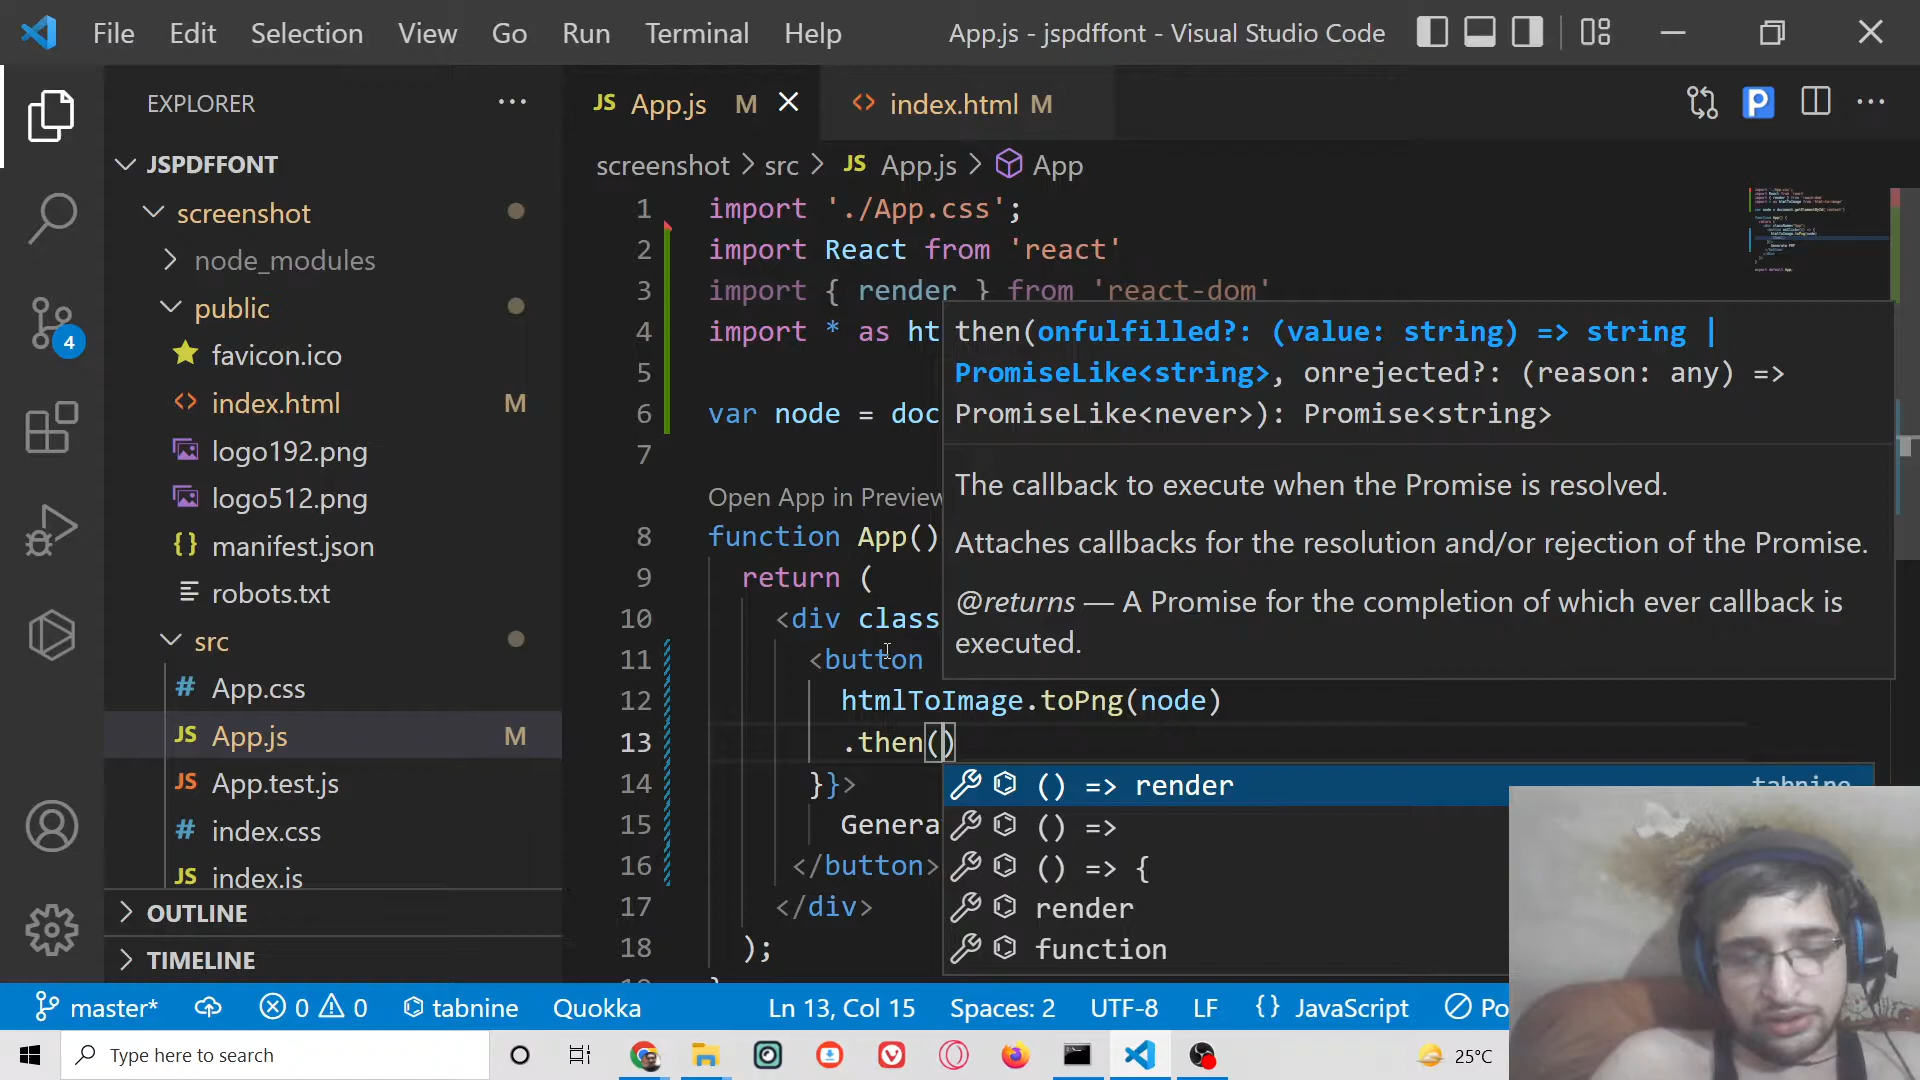 File Edit Selection View Go Run Terminal Help App.js - jspdffont - Visual Studio Code
EXPLORER
JSPDFFONT
screenshot
node_modules
public
favicon.ico
index.html M
logo192.png
logo512.png
manifest.json
robots.txt
src
App.css
App.js M
App.test.js
index.css
index.js
OUTLINE
TIMELINE
4
JS App.js M
index.html M
screenshot > src > JS App.js > App
1 import './App.css';
2 import React from 'react'
3 import { render } from 'react-dom'
4 import * as ht
5
6 var node = doc
7
Open App in Preview
8 function App()
9 return (
10 <div class
11 <button
12 htmlToImage.toPng(node)
13 .then()
14 }}>
15 Genera
16 </button>
17 </div>
18 );
then(onfulfilled?: (value: string) => string |
PromiseLike<string>, onrejected?: (reason: any) =>
PromiseLike<never>): Promise<string>
The callback to execute when the Promise is resolved.
Attaches callbacks for the resolution and/or rejection of the Promise.
@returns — A Promise for the completion of which ever callback is
executed.
() => render tabnine
() =>
() => {
render
function
master* 0 0 tabnine Quokka Ln 13, Col 15 Spaces: 2 UTF-8 LF {} JavaScript Po
Type here to search 25°C